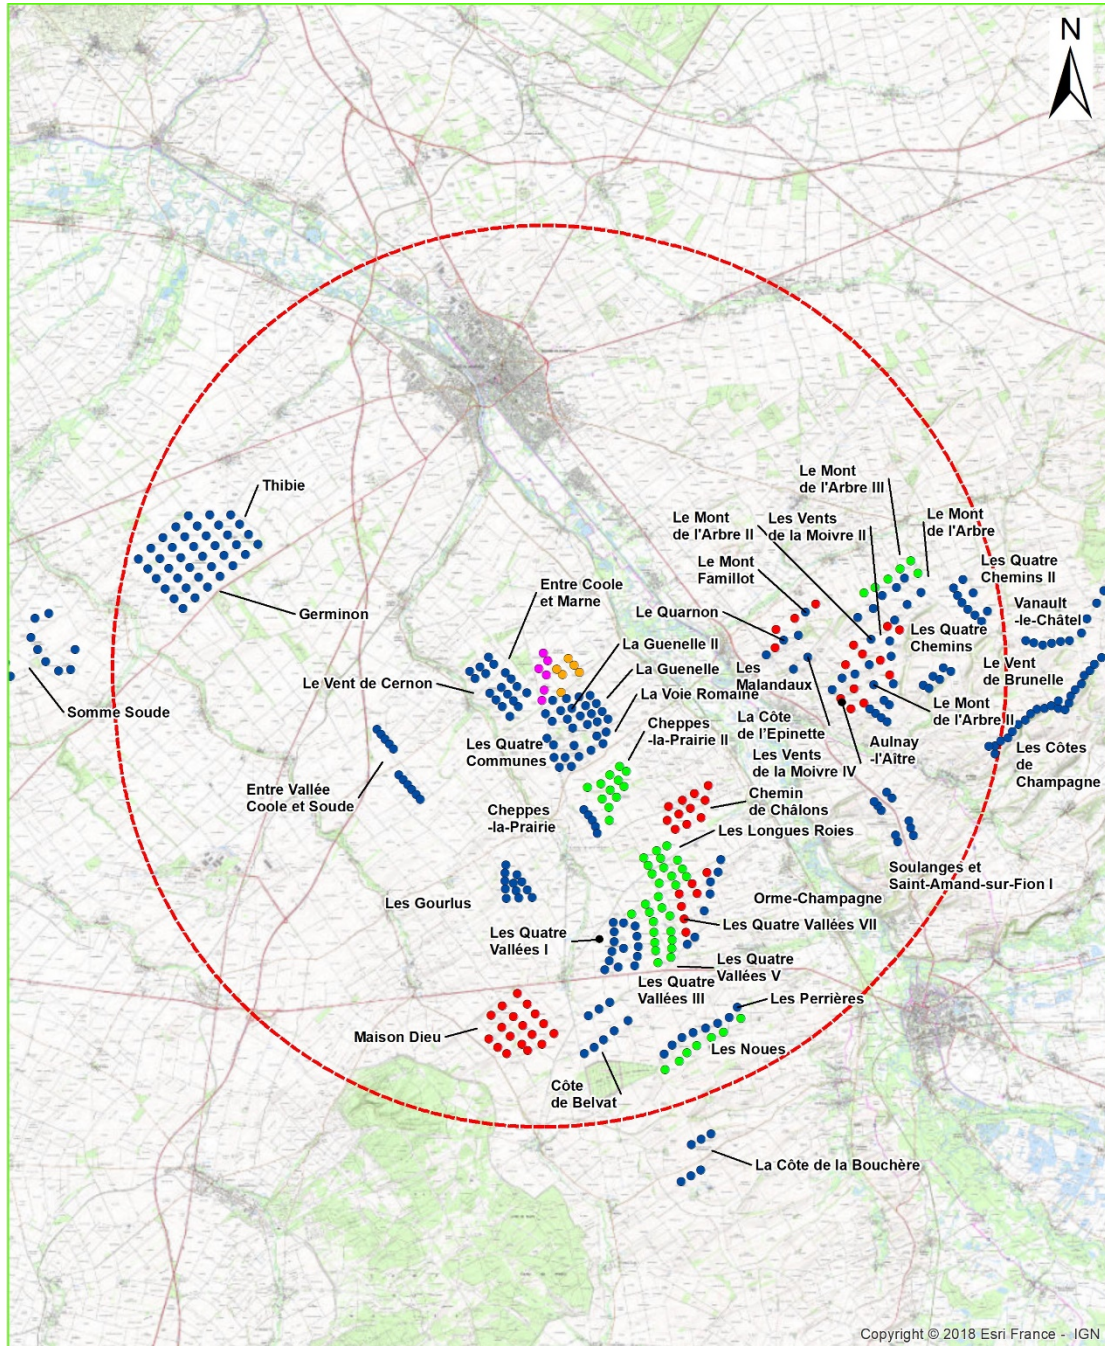 N
Le Mont
de l'Arbre III
Thibie
Le Mont
de l'Arbre II
Les Vents
de la Moivre II
Le Mont
de l'Arbre
Le Mont
Famillot
Les Quatre
Chemins II
Entre Coole
et Marne
Vanault
-le-Châtel
Germinon
Le Quarnon
La Guenelle II
Les Quatre
Chemins
La Guenelle
Les
Malandaux
Le Vent
de Brunelle
Le Vent de Cernon
La Voie Romaine
Somme Soude
Le Mont
de l'Arbre II
Cheppes
-la-Prairie II
La Côte
de l'Epinette
Les Quatre
Communes
Aulnay
-l'Aître
Les Côtes
de
Champagne
Les Vents
de la Moivre IV
Entre Vallée
Coole et Soude
Chemin
de Châlons
Cheppes
-la-Prairie
Les Longues Roies
Soulanges et
Saint-Amand-sur-Fion I
Les Gourlus
Orme-Champagne
Les Quatre Vallées VII
Les Quatre
Vallées I
Les Quatre
Vallées V
Les Quatre
Vallées III
Les Perrières
Maison Dieu
Les Noues
Côte
de Belvat
La Côte de la Bouchère
Copyright © 2018 Esri France - IGN